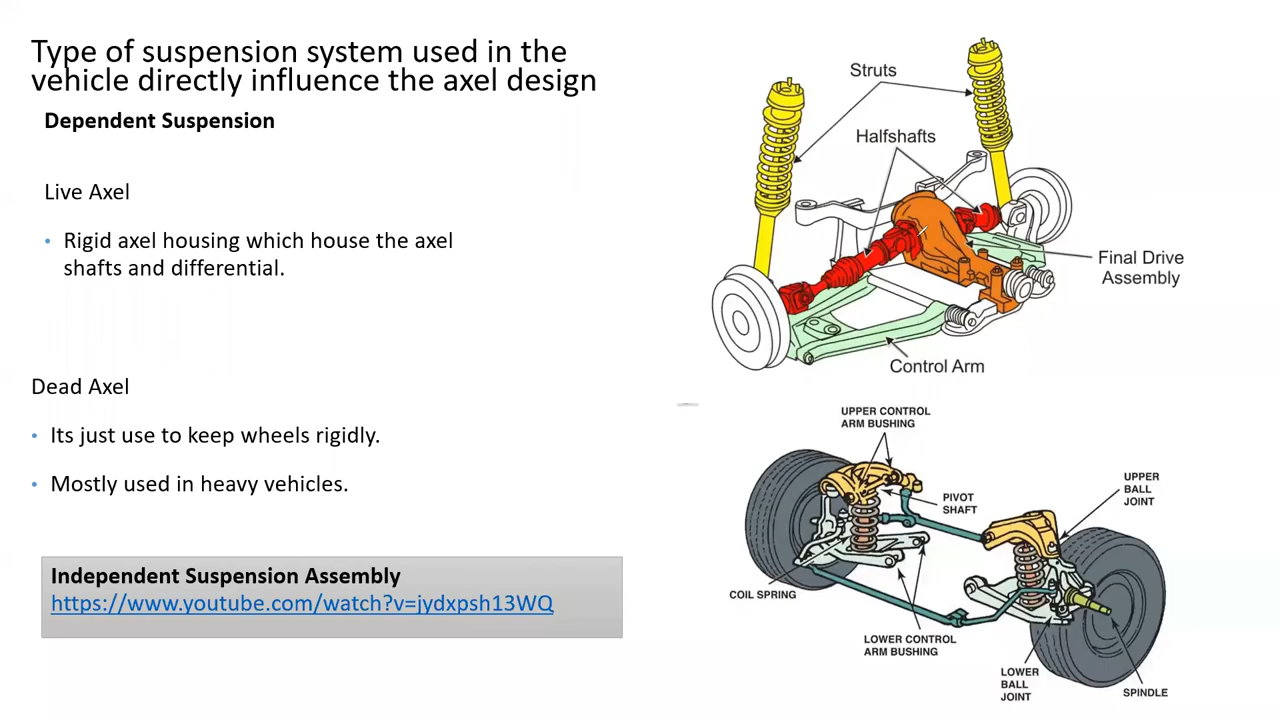 Type of suspension system used in the
vehicle directly influence the axel design
Dependent Suspension
Live Axel
• Rigid axel housing which house the axel
shafts and differential.
Dead Axel
• Its just use to keep wheels rigidly.
• Mostly used in heavy vehicles.
Independent Suspension Assembly
https://www.youtube.com/watch?v=jydxpsh13WQ
Struts
Halfshafts
Final Drive
Assembly
Control Arm
UPPER CONTROL
ARM BUSHING
PIVOT
SHAFT
UPPER
BALL
JOINT
COIL SPRING
LOWER CONTROL
ARM BUSHING
LOWER
BALL
JOINT
SPINDLE